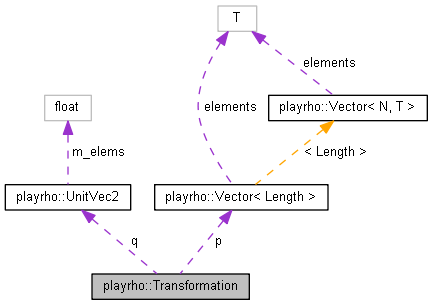 T
elements
float
elements
playrho::Vector< N, T >
m_elems
< Length >
playrho::UnitVec2
playrho::Vector< Length >
q
p
playrho::Transformation